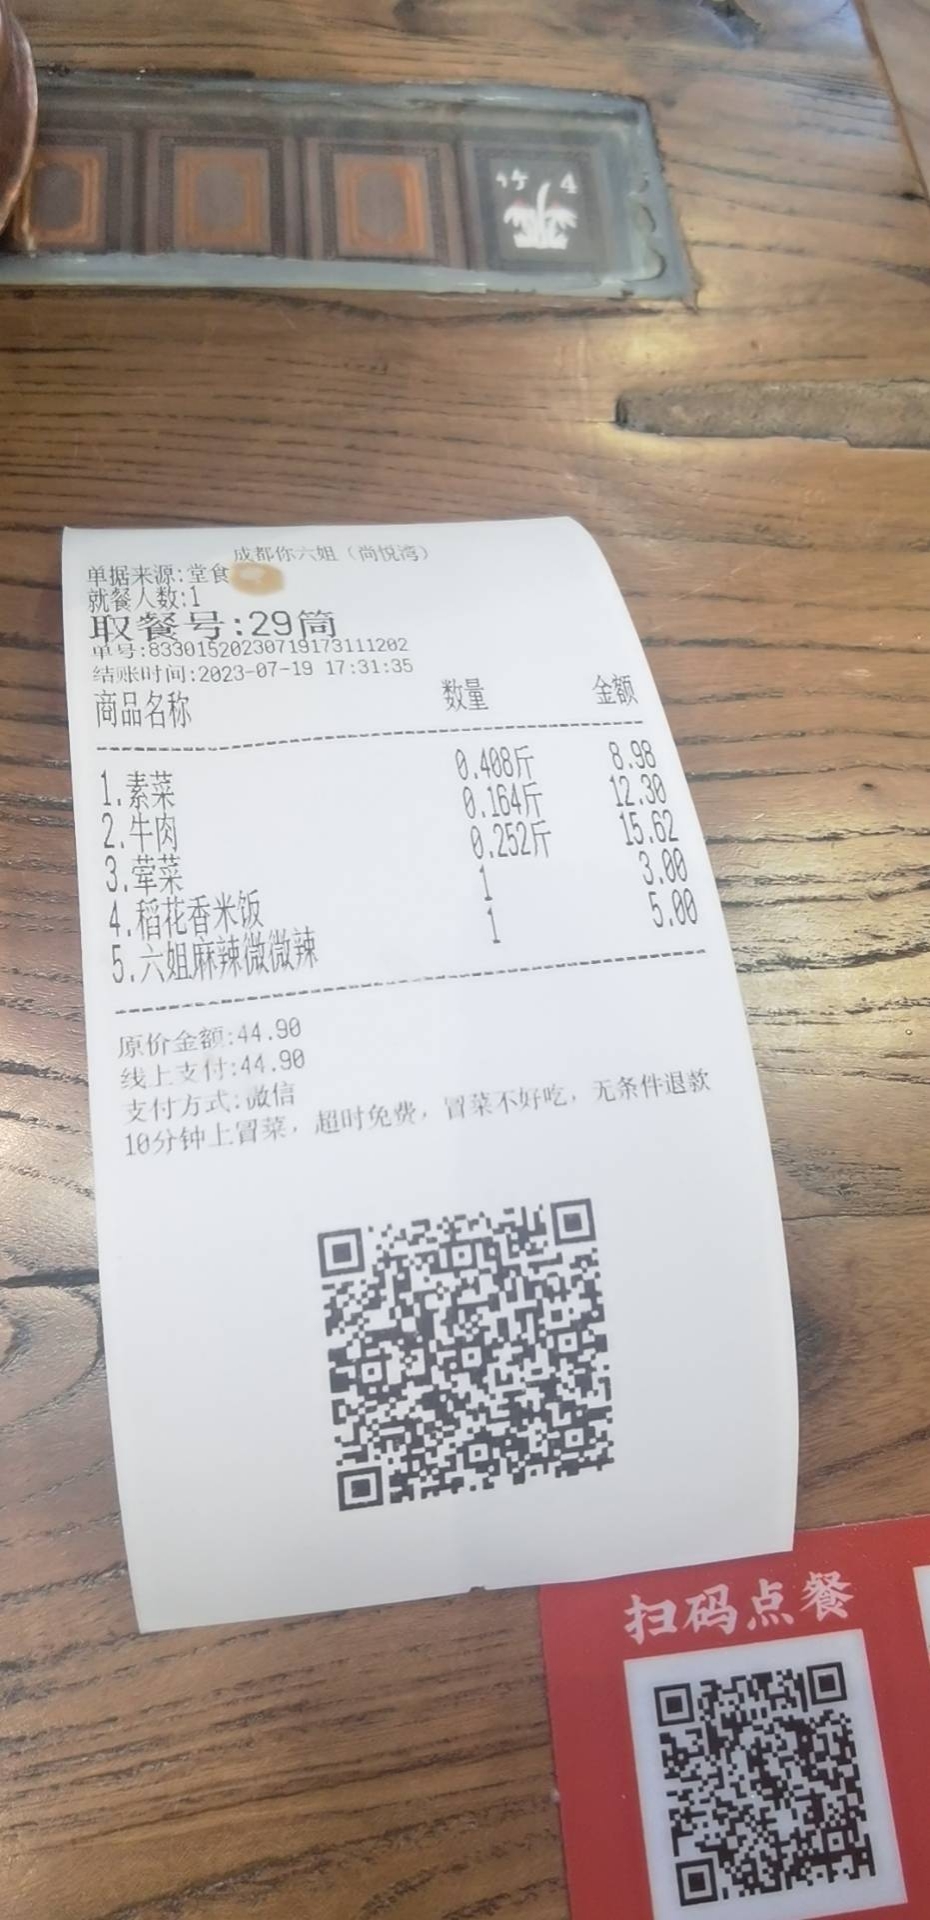 竹 4
成都你六姐（尚悦湾）
单据来源:堂食
就餐人数:1
取餐号:29筒
单号:83301520230719173111202
结账时间:2023-07-19 17:31:35
商品名称 数量 金额
1.素菜 0.408斤 8.98
2.牛肉 0.164斤 12.30
3.荤菜 0.252斤 15.62
4.稻花香米饭 1 3.00
5.六姐麻辣微微辣 1 5.00
原价金额:44.90
线上支付:44.90
支付方式:微信
10分钟上冒菜，超时免费，冒菜不好吃，无条件退款
扫码点餐